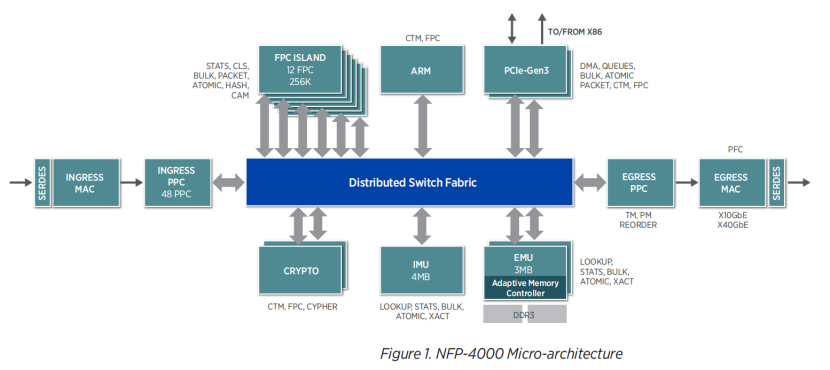 TO/FROM X86
CTM, FPC
STATS, CLS,
BULK, PACKET,
ATOMIC, HASH,
CAM
FPC ISLAND
12 FPC
256K
ARM
PCIe-Gen3
DMA, QUEUES,
BULK, ATOMIC
PACKET, CTM, FPC
SERDES
INGRESS
MAC
INGRESS
PPC
48 PPC
Distributed Switch Fabric
EGRESS
PPC
TM, PM
REORDER
PFC
EGRESS
MAC
SERDES
X10GbE
X40GbE
CRYPTO
CTM, FPC, CYPHER
IMU
4MB
LOOKUP, STATS, BULK,
ATOMIC, XACT
EMU
3MB
Adaptive Memory
Controller
DDR3
LOOKUP,
STATS, BULK,
ATOMIC, XACT
Figure 1. NFP-4000 Micro-architecture